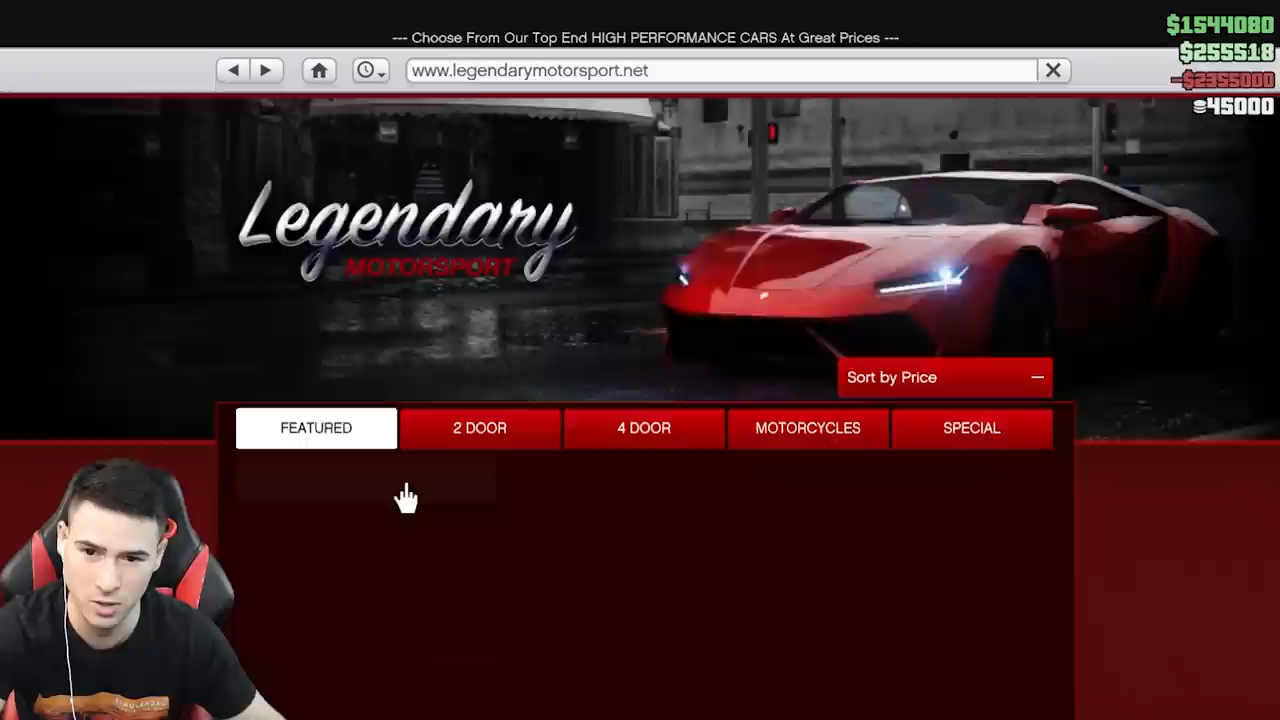 --- Choose From Our Top End HIGH PERFORMANCE CARS At Great Prices ---
$1544080
$255518
-$2355000
45000
www.legendarymotorsport.net
Legendary
MOTORSPORT
Sort by Price
FEATURED
2 DOOR
4 DOOR
MOTORCYCLES
SPECIAL